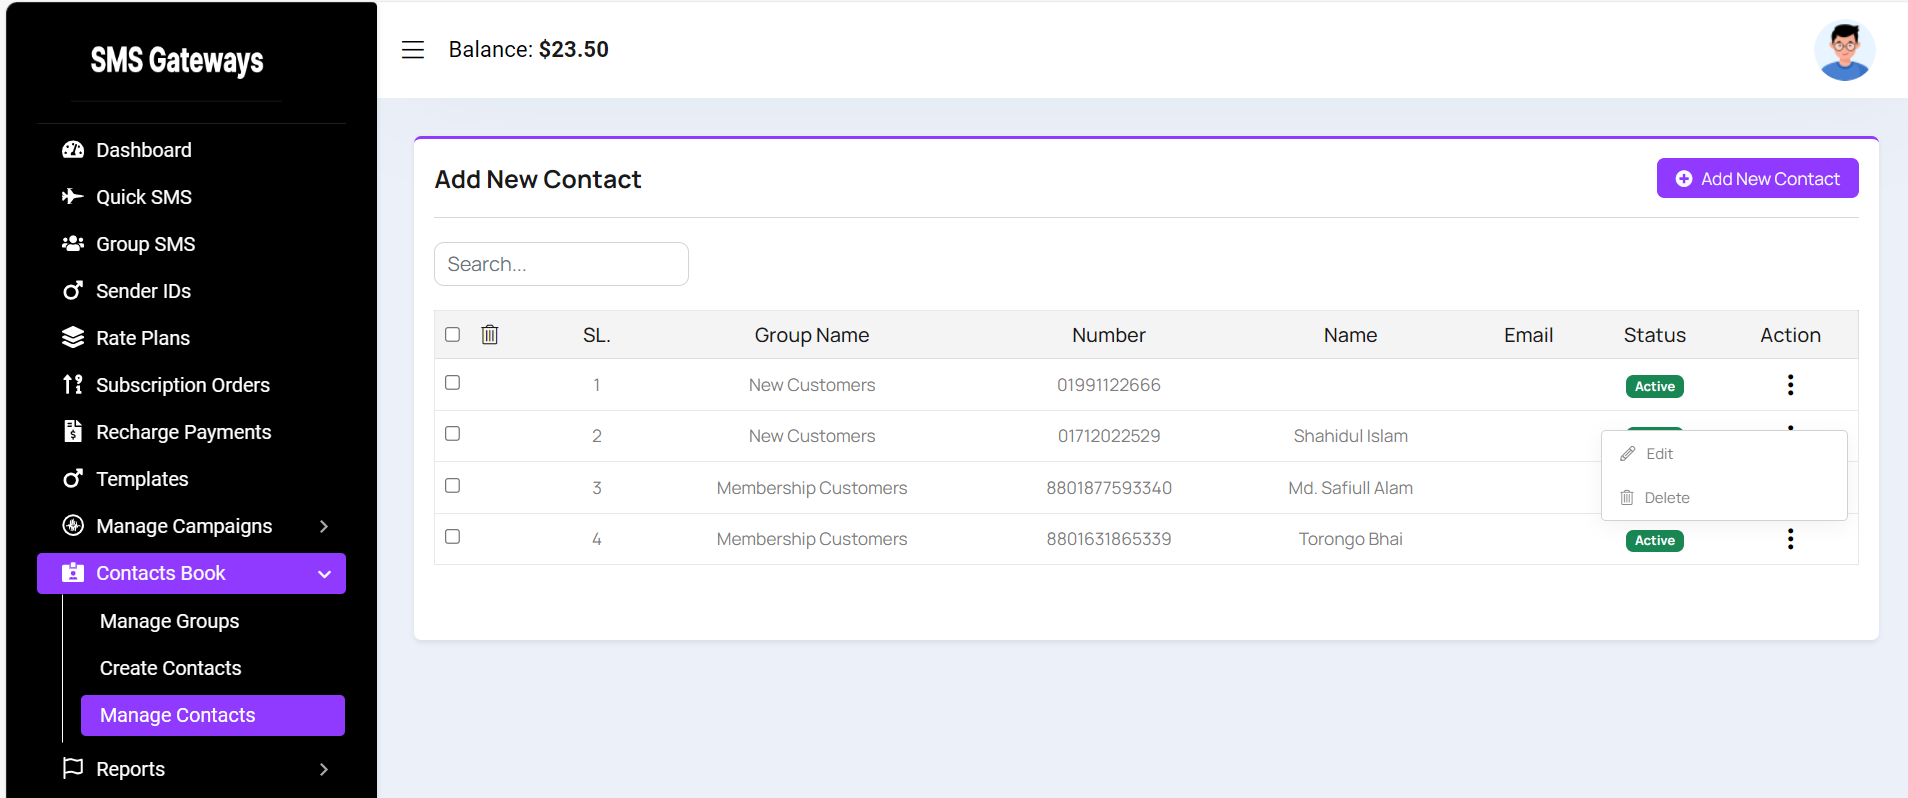 SMS Gateways
Balance: $23.50
Dashboard
Quick SMS
Group SMS
Sender IDs
Rate Plans
Subscription Orders
Recharge Payments
Templates
Manage Campaigns
Contacts Book
Manage Groups
Create Contacts
Manage Contacts
Reports
Add New Contact
Add New Contact
Search...
SL. Group Name Number Name Email Status Action
1 New Customers 01991122666 Active
2 New Customers 01712022529 Shahidul Islam
3 Membership Customers 8801877593340 Md. Safiull Alam
4 Membership Customers 8801631865339 Torongo Bhai Active
Edit
Delete